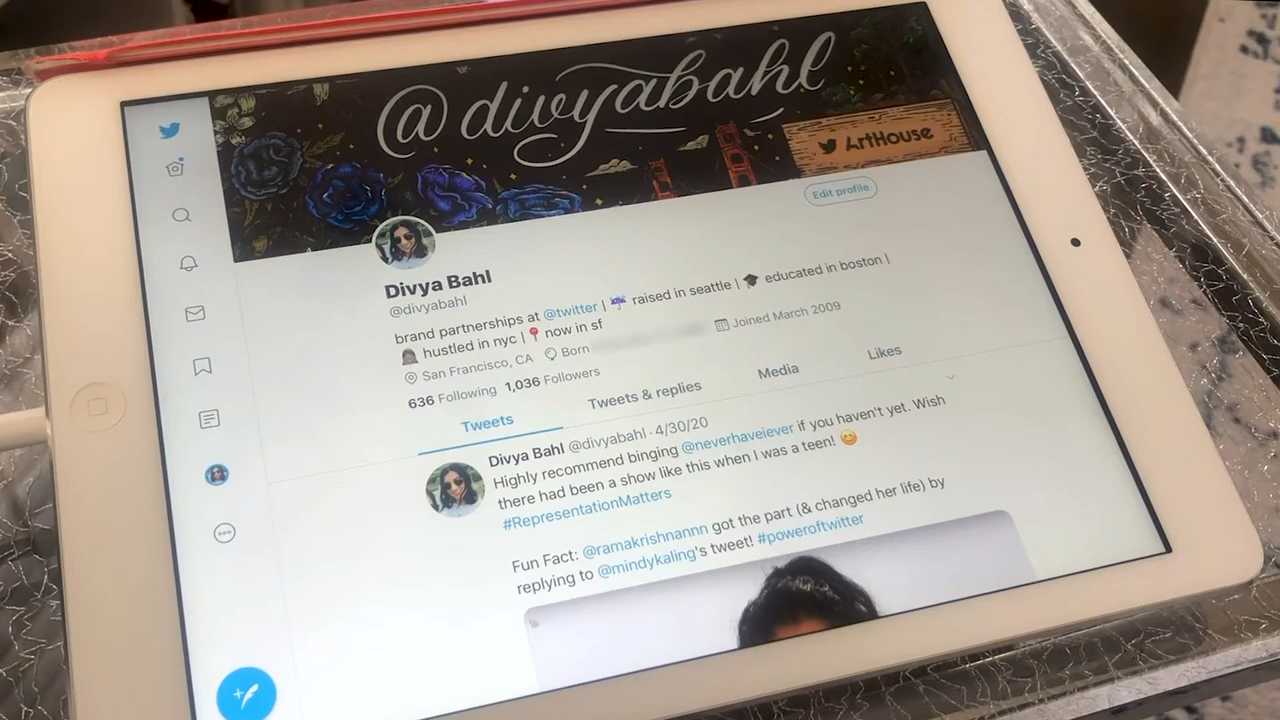 @divyabahl
ArtHouse
Edit profile
Divya Bahl
@divyabahl
brand partnerships at @twitter | ☔ raised in seattle | 🎓 educated in boston |
🗽 hustled in nyc | 📍 now in sf
San Francisco, CA Born Joined March 2009
636 Following 1,036 Followers
Tweets Tweets & replies Media Likes
Divya Bahl @divyabahl · 4/30/20
Highly recommend binging @neverhaveiever if you haven't yet. Wish
there had been a show like this when I was a teen! 😊
#RepresentationMatters
Fun Fact: @ramakrishnannn got the part (& changed her life) by
replying to @mindykaling's tweet! #poweroftwitter